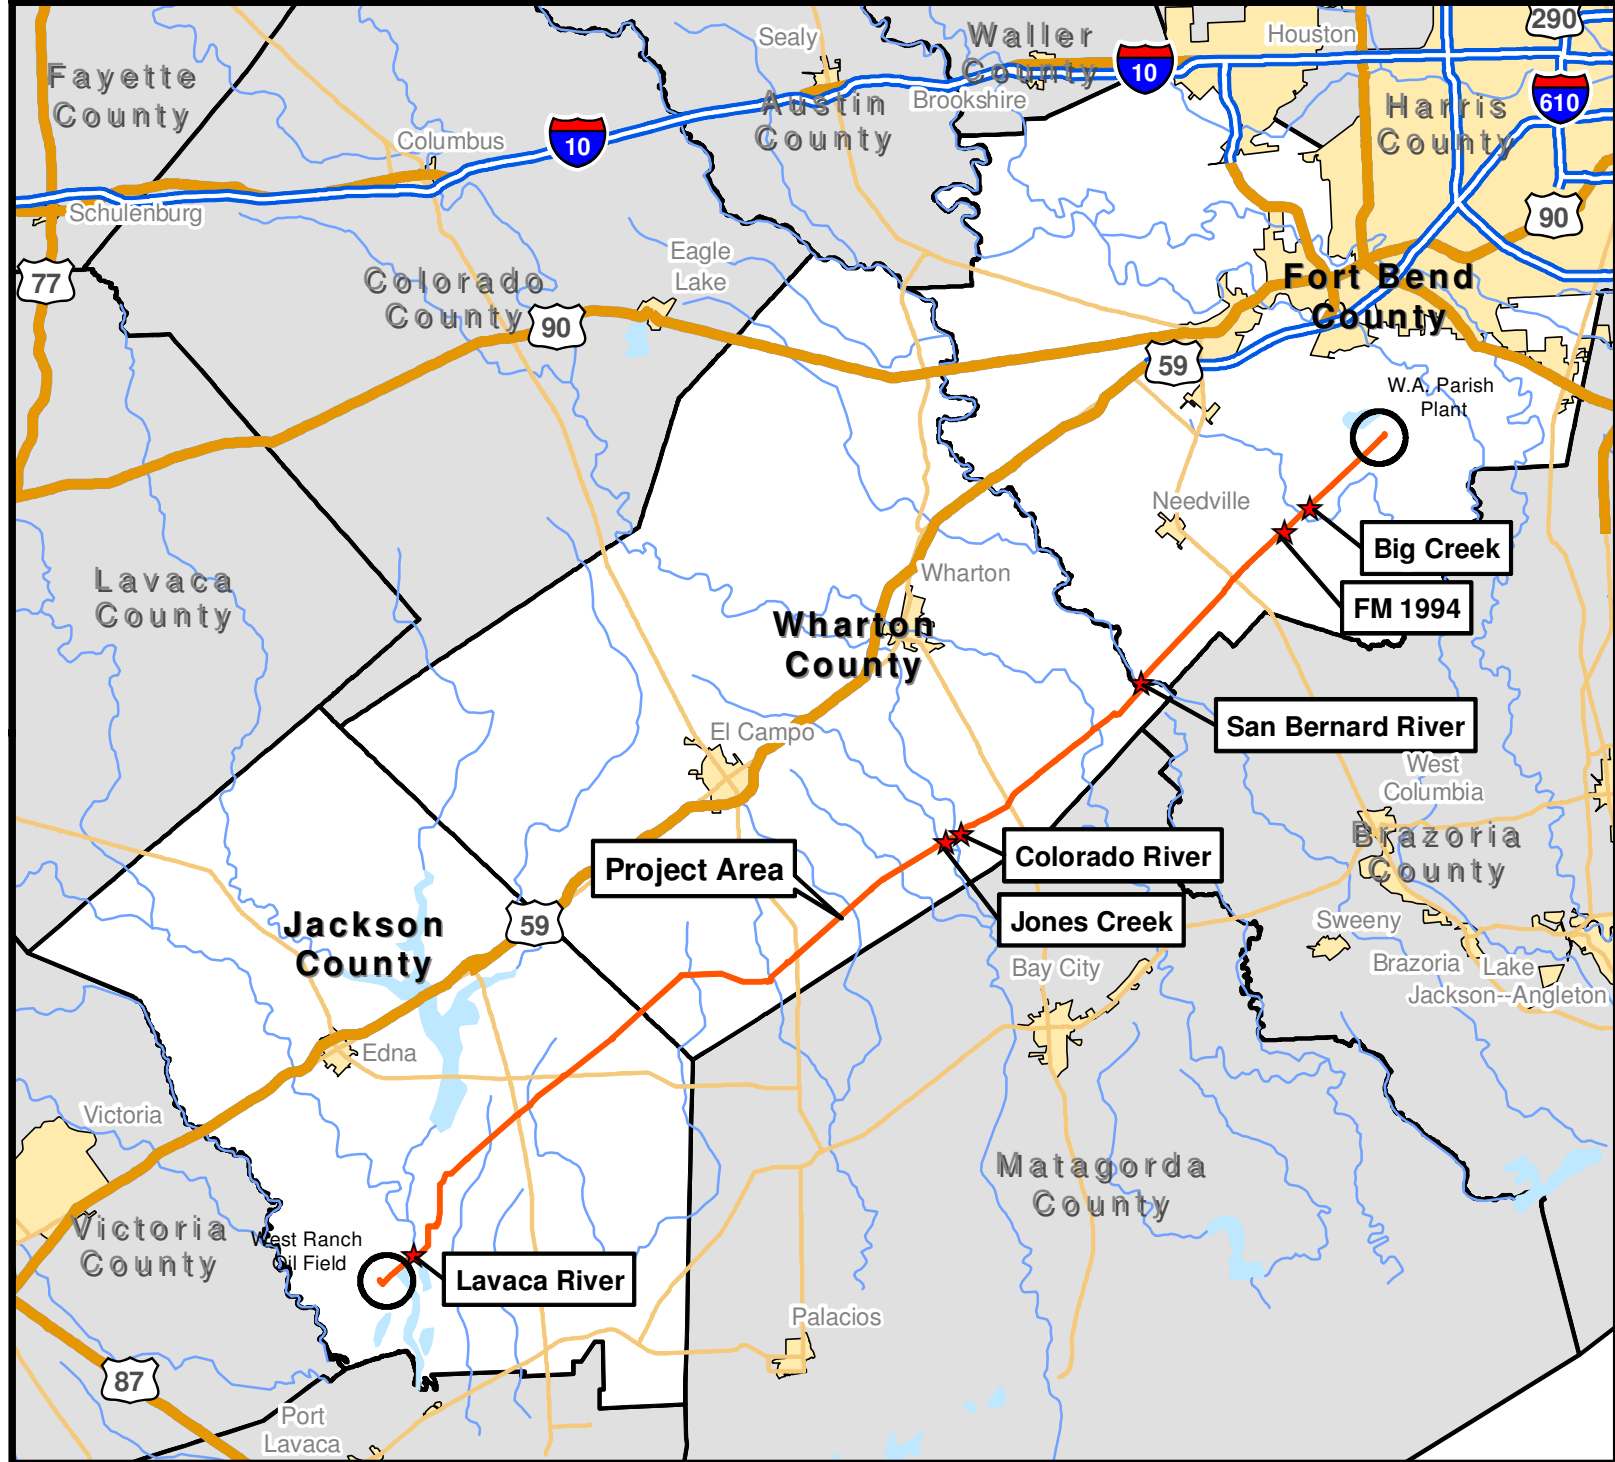 290
Sealy
Waller
County
Houston
10
Fayette
County
Brookshire
Austin
County
Harris
County
610
Columbus
10
Schulenburg
90
Eagle
Lake
77
Colorado
County
90
Fort Bend
County
59
W.A. Parish
Plant
Needville
Big Creek
FM 1994
Lavaca
County
Wharton
Wharton
County
San Bernard River
El Campo
West
Columbia
Brazoria
County
Project Area
Colorado River
Jones Creek
Jackson
County
59
Sweeny
Bay City
Brazoria
Lake
Jackson--Angleton
Edna
Victoria
Matagorda
County
Victoria
County
West Ranch
Oil Field
Lavaca River
Palacios
87
Port
Lavaca